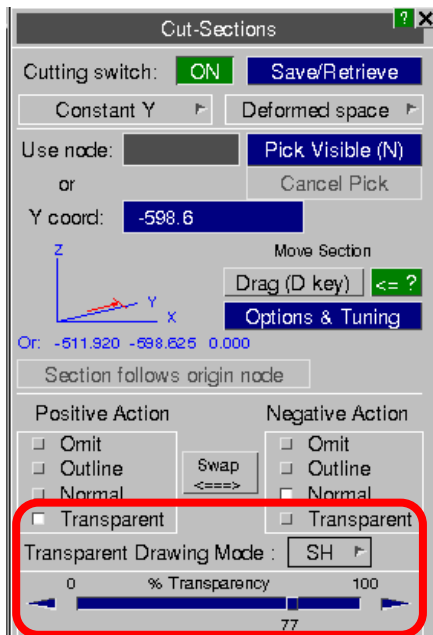 Cut-Sections ? X
Cutting switch: ON Save/Retrieve
Constant Y Deformed space
Use node: Pick Visible (N)
or Cancel Pick
Y coord: -598.6
Z Move Section
Y Drag (D key) <= ?
X Options & Tuning
Or: -511.920 -598.625 0.000
Section follows origin node
Positive Action Negative Action
Omit Omit
Outline Swap Outline
Normal <===> Normal
Transparent Transparent
Transparent Drawing Mode : SH
0 % Transparency 100
77